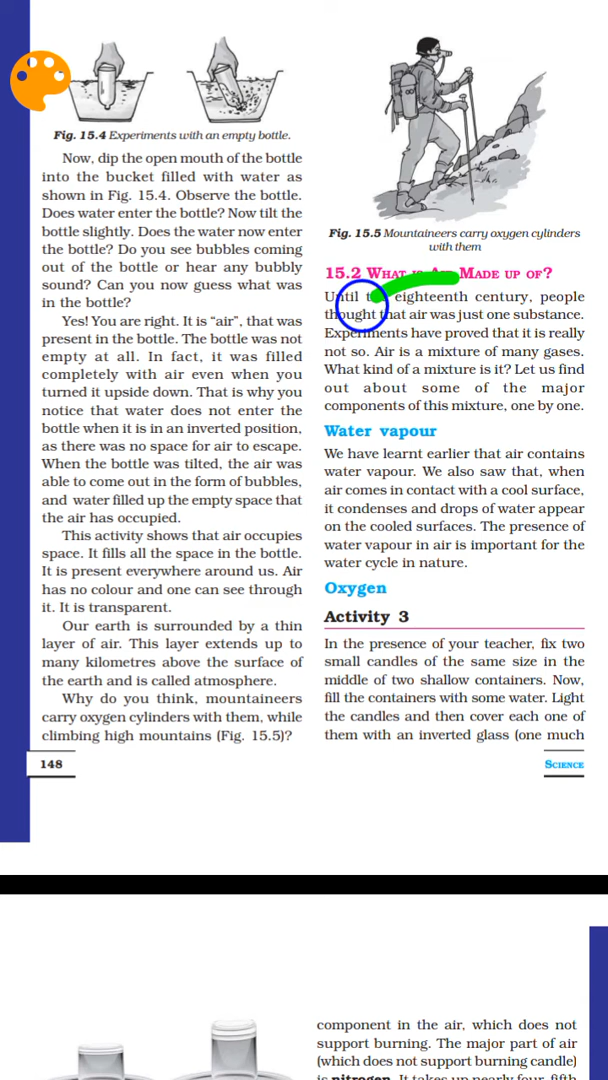 Fig. 15.4 Experiments with an empty bottle.
Now, dip the open mouth of the bottle
into the bucket filled with water as
shown in Fig. 15.4. Observe the bottle.
Does water enter the bottle? Now tilt the
bottle slightly. Does the water now enter
the bottle? Do you see bubbles coming
out of the bottle or hear any bubbly
sound? Can you now guess what was
in the bottle?
Yes! You are right. It is “air”, that was
present in the bottle. The bottle was not
empty at all. In fact, it was filled
completely with air even when you
turned it upside down. That is why you
notice that water does not enter the
bottle when it is in an inverted position,
as there was no space for air to escape.
When the bottle was tilted, the air was
able to come out in the form of bubbles,
and water filled up the empty space that
the air has occupied.
This activity shows that air occupies
space. It fills all the space in the bottle.
It is present everywhere around us. Air
has no colour and one can see through
it. It is transparent.
Our earth is surrounded by a thin
layer of air. This layer extends up to
many kilometres above the surface of
the earth and is called atmosphere.
Why do you think, mountaineers
carry oxygen cylinders with them, while
climbing high mountains (Fig. 15.5)?
148
Fig. 15.5 Mountaineers carry oxygen cylinders
with them
15.2 WHAT IS AIR MADE UP OF?
Until eighteenth century, people
thought that air was just one substance.
Experiments have proved that it is really
not so. Air is a mixture of many gases.
What kind of a mixture is it? Let us find
out about some of the major
components of this mixture, one by one.
Water vapour
We have learnt earlier that air contains
water vapour. We also saw that, when
air comes in contact with a cool surface,
it condenses and drops of water appear
on the cooled surfaces. The presence of
water vapour in air is important for the
water cycle in nature.
Oxygen
Activity 3
In the presence of your teacher, fix two
small candles of the same size in the
middle of two shallow containers. Now,
fill the containers with some water. Light
the candles and then cover each one of
them with an inverted glass (one much
SCIENCE
component in the air, which does not
support burning. The major part of air
(which does not support burning candle)
is nitrogen. It takes up nearly four-fifth